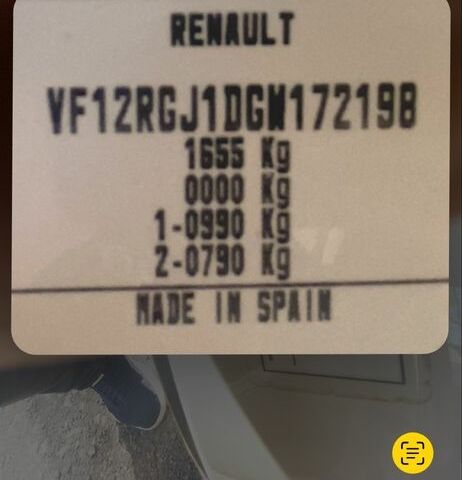 RENAULT
VF12RGJ1DGW172198
1655 Kg
0000 Kg
1-0990 Kg
2-0790 Kg
MADE IN SPAIN